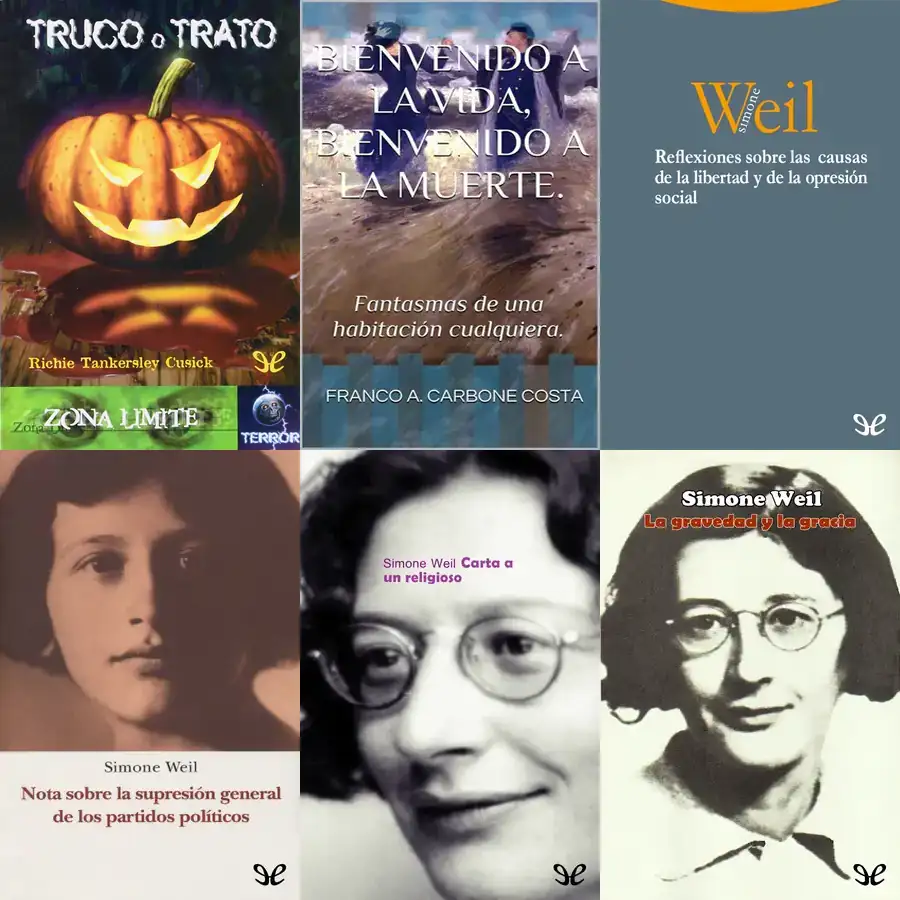 TRUCO o TRATO
Richie Tankersley Cusick
ZONA LIMITE
TERROR
BIENVENIDO A
LA VIDA,
BIENVENIDO A
LA MUERTE.
Fantasmas de una
habitación cualquiera.
FRANCO A. CARBONE COSTA
simone Weil
Reflexiones sobre las causas
de la libertad y de la opresión
social
Simone Weil
Nota sobre la supresión general
de los partidos políticos
Simone Weil Carta a
un religioso
Simone Weil
La gravedad y la gracia